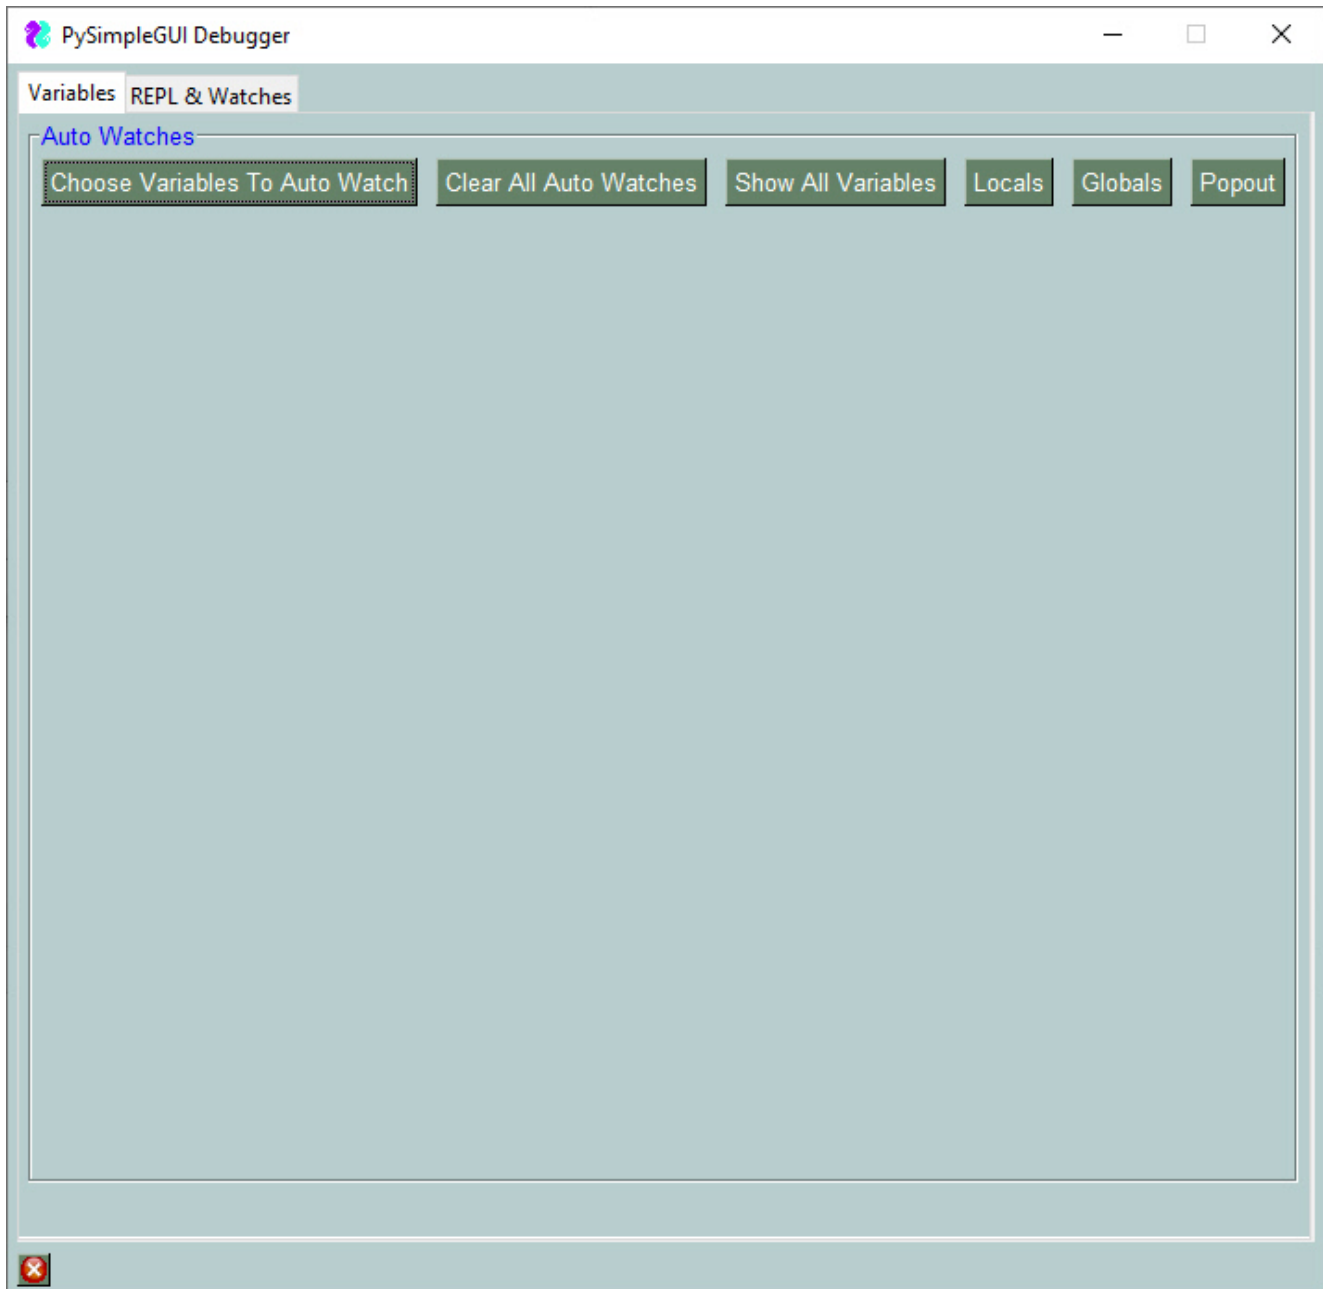 PySimpleGUI Debugger
Variables REPL & Watches
Auto Watches
Choose Variables To Auto Watch Clear All Auto Watches Show All Variables Locals Globals Popout